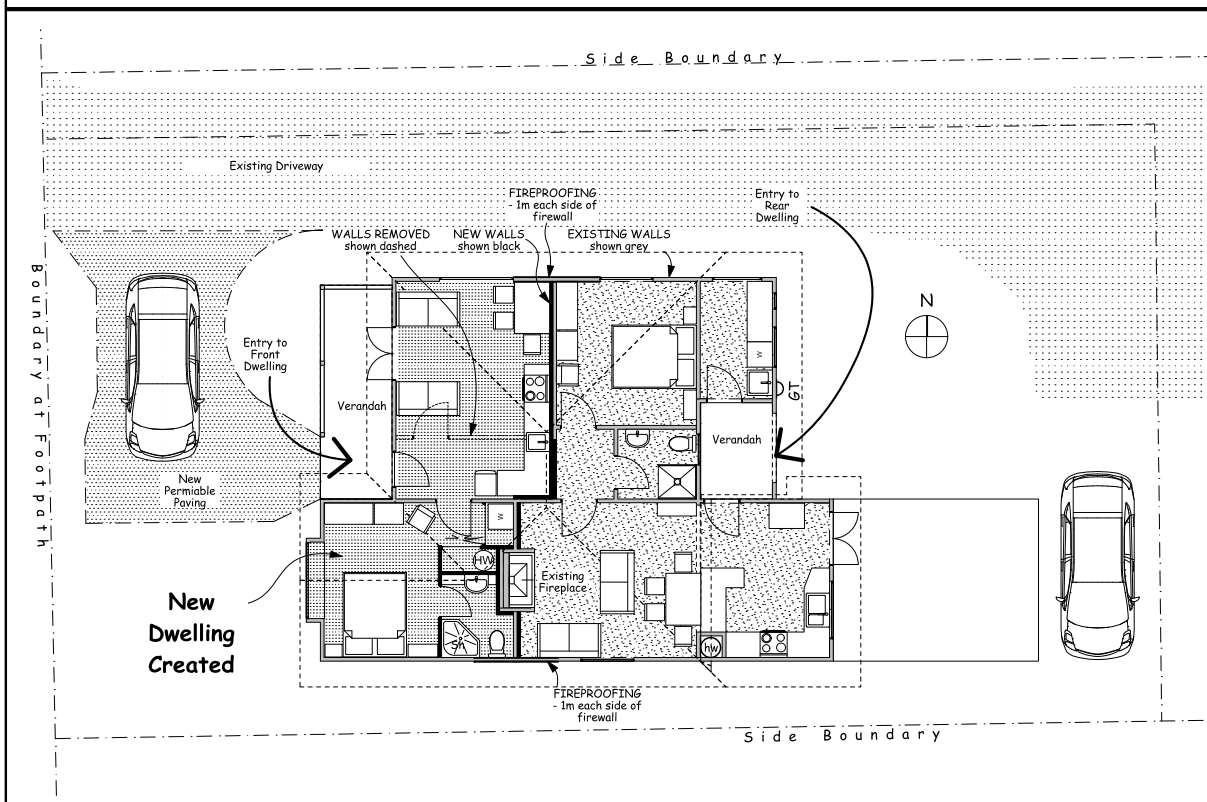 Side Boundary
Existing Driveway
FIREPROOFING
- 1m each side of
firewall
Entry to
Rear
Dwelling
WALLS REMOVED
shown dashed
NEW WALLS
shown black
EXISTING WALLS
shown grey
Boundary at Footpath
N
Entry to
Front
Dwelling
Verandah
W
GT
Verandah
New
Permiable
Paving
W
HW
Existing
Fireplace
New
Dwelling
Created
Sh
hw
FIREPROOFING
- 1m each side of
firewall
Side Boundary